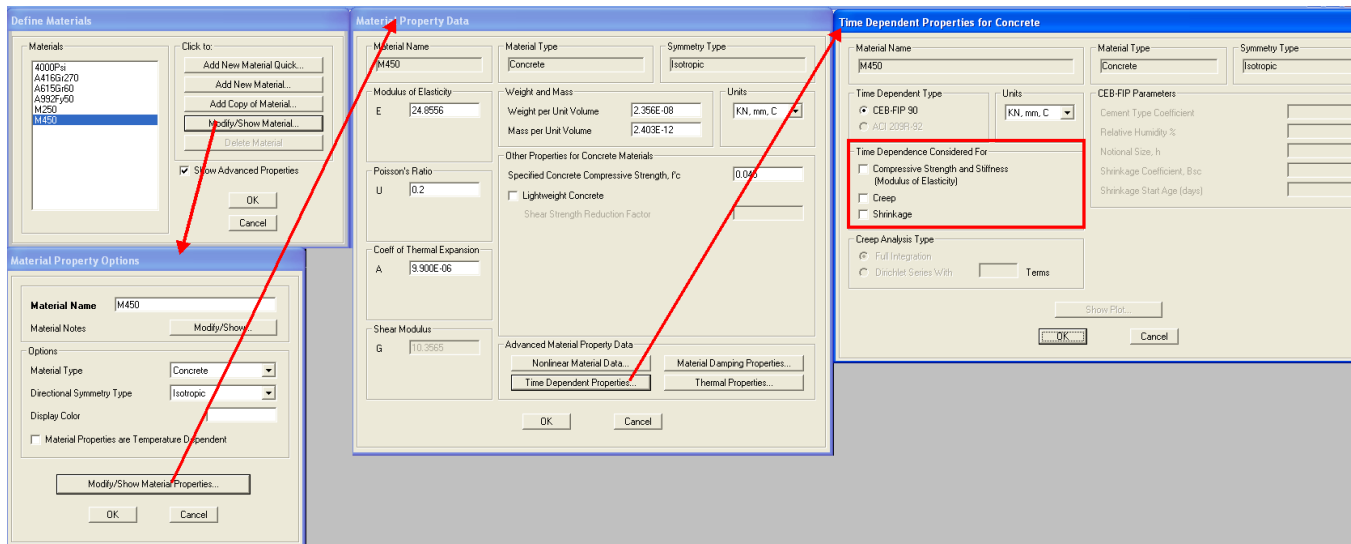 Define Materials
Materials
4000Psi
A416Gr270
A615Gr60
A992Fy50
M250
M450
Click to:
Add New Material Quick...
Add New Material...
Add Copy of Material...
Modify/Show Material...
Delete Material
Show Advanced Properties
OK
Cancel
Material Property Options
Material Name M450
Material Notes Modify/Show...
Options
Material Type Concrete
Directional Symmetry Type Isotropic
Display Color
Material Properties are Temperature Dependent
Modify/Show Material Properties...
OK Cancel
Material Property Data
Material Name Material Type Symmetry Type
M450 Concrete Isotropic
Modulus of Elasticity
E 24.8556
Weight and Mass
Weight per Unit Volume 2.356E-08
Mass per Unit Volume 2.403E-12
Units
KN, mm, C
Poisson's Ratio
U 0.2
Other Properties for Concrete Materials
Specified Concrete Compressive Strength, f'c 0.045
Lightweight Concrete
Shear Strength Reduction Factor
Coeff of Thermal Expansion
A 9.900E-06
Shear Modulus
G 10.3565
Advanced Material Property Data
Nonlinear Material Data... Material Damping Properties...
Time Dependent Properties... Thermal Properties...
OK Cancel
Time Dependent Properties for Concrete
Material Name Material Type Symmetry Type
M450 Concrete Isotropic
Time Dependent Type
CEB-FIP 90
ACI 209R-92
Units
KN, mm, C
CEB-FIP Parameters
Cement Type Coefficient
Relative Humidity %
Notional Size, h
Shrinkage Coefficient, Bsc
Shrinkage Start Age (days)
Time Dependence Considered For
Compressive Strength and Stiffness
(Modulus of Elasticity)
Creep
Shrinkage
Creep Analysis Type
Full Integration
Dirichlet Series With Terms
Show Plot...
OK Cancel